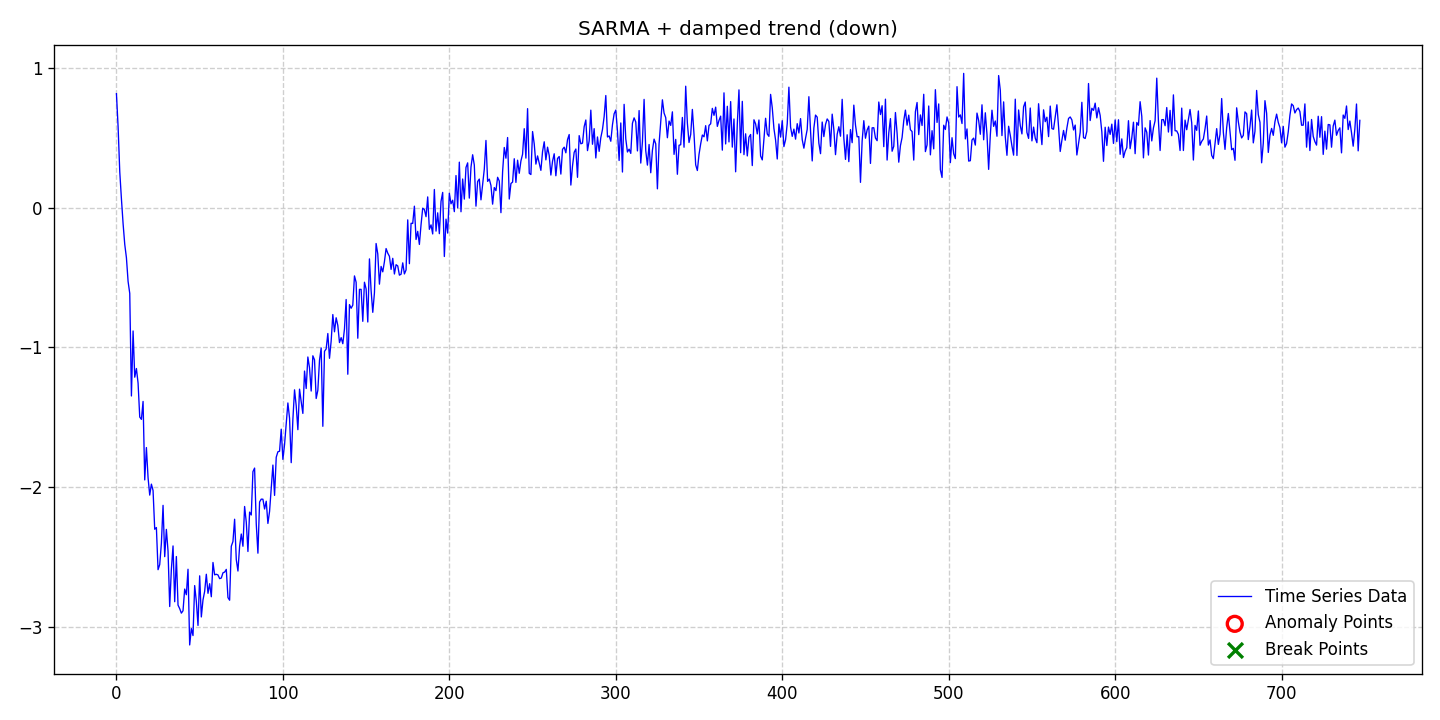 SARMA + damped trend (down)
1
0
−1
−2
−3
0 100 200 300 400 500 600 700
Time Series Data
Anomaly Points
Break Points